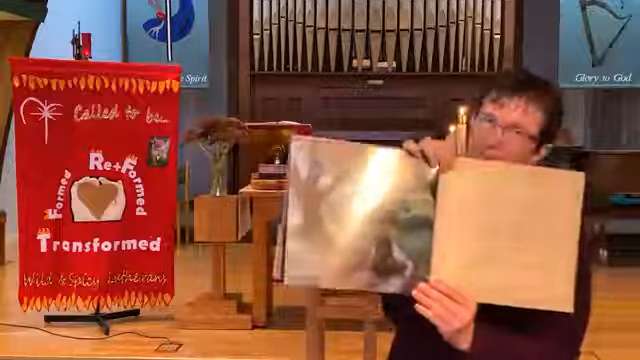 Called to be...
Formed
Re+Formed
Transformed
Wild & Spicy Lutherans
Spirit
Glory to God